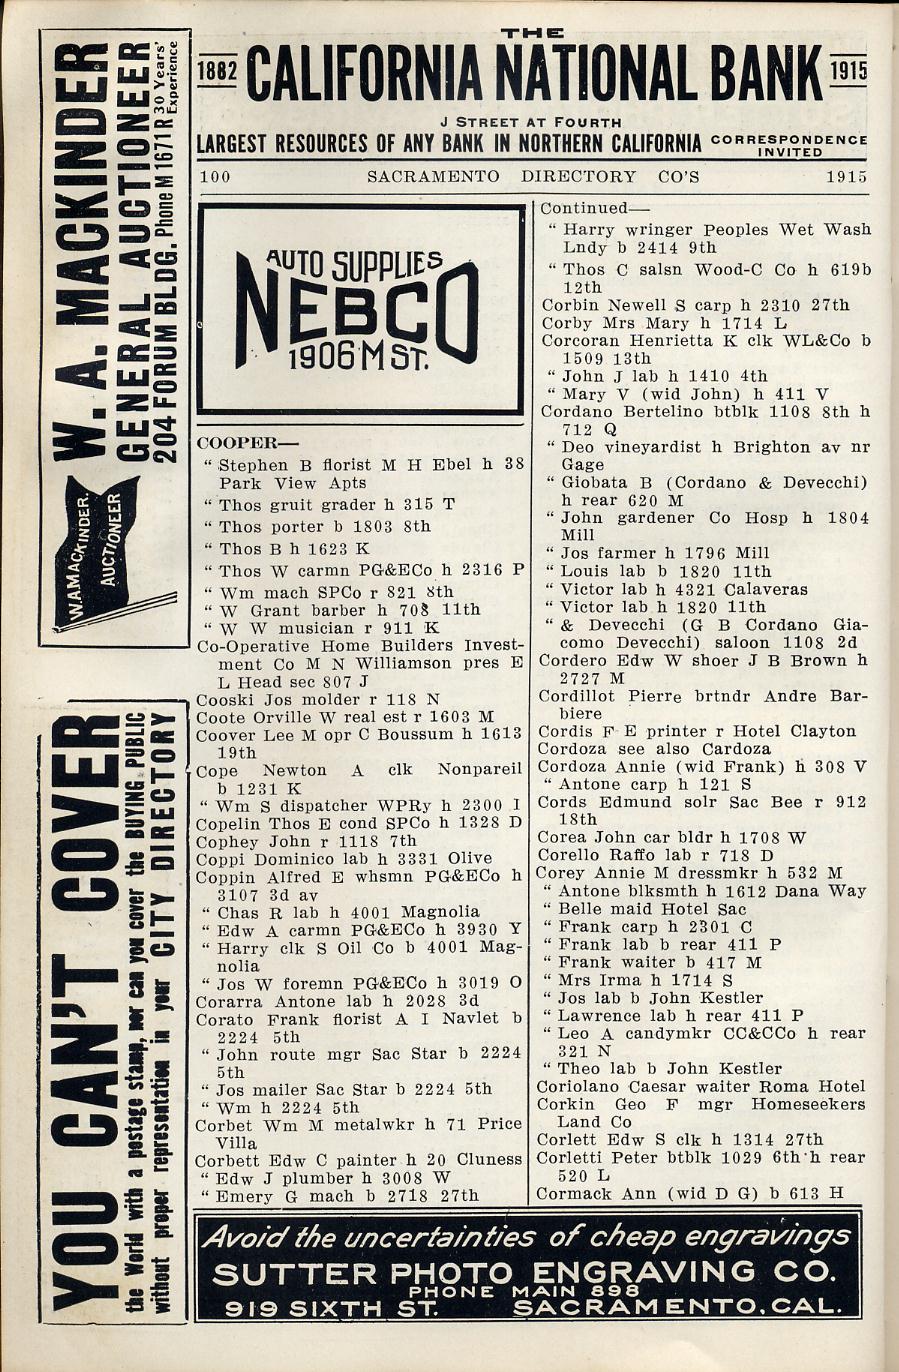 THE
1882 CALIFORNIA NATIONAL BANK 1915
J STREET AT FOURTH
LARGEST RESOURCES OF ANY BANK IN NORTHERN CALIFORNIA CORRESPONDENCE INVITED
100 SACRAMENTO DIRECTORY CO'S 1915
W. A. MACKINDER
GENERAL AUCTIONEER
204 FORUM BLDG. Phone M 1671 R 30 Years' Experience
W.A.MACKINDER.
AUCTIONEER
YOU CAN'T COVER
the World with a postage stamp, nor can you cover the BUYING PUBLIC
without proper representation in your CITY DIRECTORY
AUTO SUPPLIES
NEBCO
1906 M ST.
COOPER—
“ Stephen B florist M H Ebel h 38
Park View Apts
“ Thos gruit grader h 315 T
“ Thos porter b 1803 8th
“ Thos B h 1623 K
“ Thos W carmn PG&ECo h 2316 P
“ Wm mach SPCo r 821 8th
“ W Grant barber h 708 11th
“ W W musician r 911 K
Co-Operative Home Builders Invest-
ment Co M N Williamson pres E
L Head sec 807 J
Cooski Jos molder r 118 N
Coote Orville W real est r 1603 M
Coover Lee M opr C Boussum h 1613
19th
Cope Newton A clk Nonpareil
b 1231 K
“ Wm S dispatcher WPRy h 2300 I
Copelin Thos E cond SPCo h 1328 D
Cophey John r 1118 7th
Coppi Dominico lab h 3331 Olive
Coppin Alfred E whsmn PG&ECo h
3107 3d av
“ Chas R lab h 4001 Magnolia
“ Edw A carmn PG&ECo h 3930 Y
“ Harry clk S Oil Co b 4001 Mag-
nolia
“ Jos W foremn PG&ECo h 3019 O
Corarra Antone lab h 2028 3d
Corato Frank florist A I Navlet b
2224 5th
“ John route mgr Sac Star b 2224
5th
“ Jos mailer Sac Star b 2224 5th
“ Wm h 2224 5th
Corbet Wm M metalwkr h 71 Price
Villa
Corbett Edw C painter h 20 Cluness
“ Edw J plumber h 3008 W
“ Emery G mach b 2718 27th
Continued—
“ Harry wringer Peoples Wet Wash
Lndy b 2414 9th
“ Thos C salsn Wood-C Co h 619b
12th
Corbin Newell S carp h 2310 27th
Corby Mrs Mary h 1714 L
Corcoran Henrietta K clk WL&Co b
1509 13th
“ John J lab h 1410 4th
“ Mary V (wid John) h 411 V
Cordano Bertelino btblk 1108 8th h
712 Q
“ Deo vineyardist h Brighton av nr
Gage
“ Giobata B (Cordano & Devecchi)
h rear 620 M
“ John gardener Co Hosp h 1804
Mill
“ Jos farmer h 1796 Mill
“ Louis lab b 1820 11th
“ Victor lab h 4321 Calaveras
“ Victor lab h 1820 11th
“ & Devecchi (G B Cordano Gia-
como Devecchi) saloon 1108 2d
Cordero Edw W shoer J B Brown h
2727 M
Cordillot Pierre brtndr Andre Bar-
biere
Cordis F E printer r Hotel Clayton
Cordoza see also Cardoza
Cordoza Annie (wid Frank) h 308 V
“ Antone carp h 121 S
Cords Edmund solr Sac Bee r 912
18th
Corea John car bldr h 1708 W
Corello Raffo lab r 718 D
Corey Annie M dressmkr h 532 M
“ Antone blksmth h 1612 Dana Way
“ Belle maid Hotel Sac
“ Frank carp h 2301 C
“ Frank lab b rear 411 P
“ Frank waiter b 417 M
“ Mrs Irma h 1714 S
“ Jos lab b John Kestler
“ Lawrence lab h rear 411 P
“ Leo A candymkr CC&CCo h rear
321 N
“ Theo lab b John Kestler
Coriolano Caesar waiter Roma Hotel
Corkin Geo F mgr Homeseekers
Land Co
Corlett Edw S clk h 1314 27th
Corletti Peter btblk 1029 6th h rear
520 L
Cormack Ann (wid D G) b 613 H
Avoid the uncertainties of cheap engravings
SUTTER PHOTO ENGRAVING CO.
PHONE MAIN 898
919 SIXTH ST. SACRAMENTO, CAL.